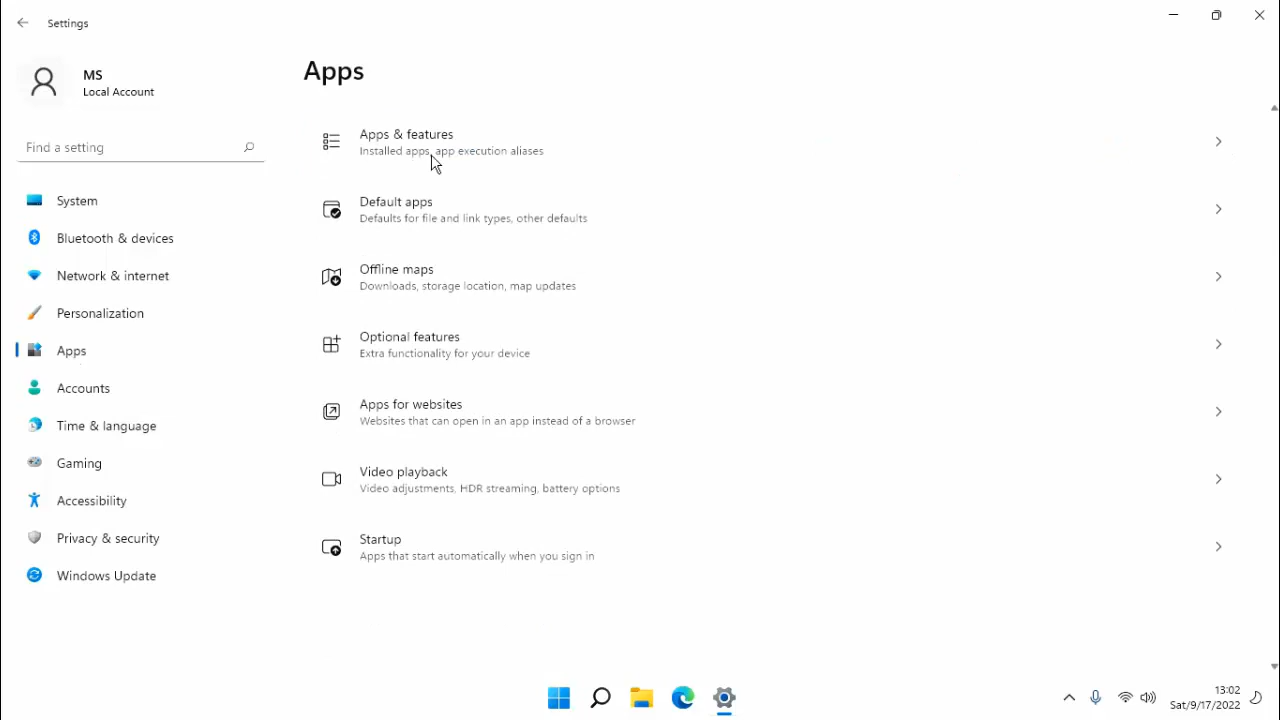 Settings
MS
Local Account
Find a setting
System
Bluetooth & devices
Network & internet
Personalization
Apps
Accounts
Time & language
Gaming
Accessibility
Privacy & security
Windows Update
Apps
Apps & features
Installed apps, app execution aliases
Default apps
Defaults for file and link types, other defaults
Offline maps
Downloads, storage location, map updates
Optional features
Extra functionality for your device
Apps for websites
Websites that can open in an app instead of a browser
Video playback
Video adjustments, HDR streaming, battery options
Startup
Apps that start automatically when you sign in
13:02
Sat/9/17/2022